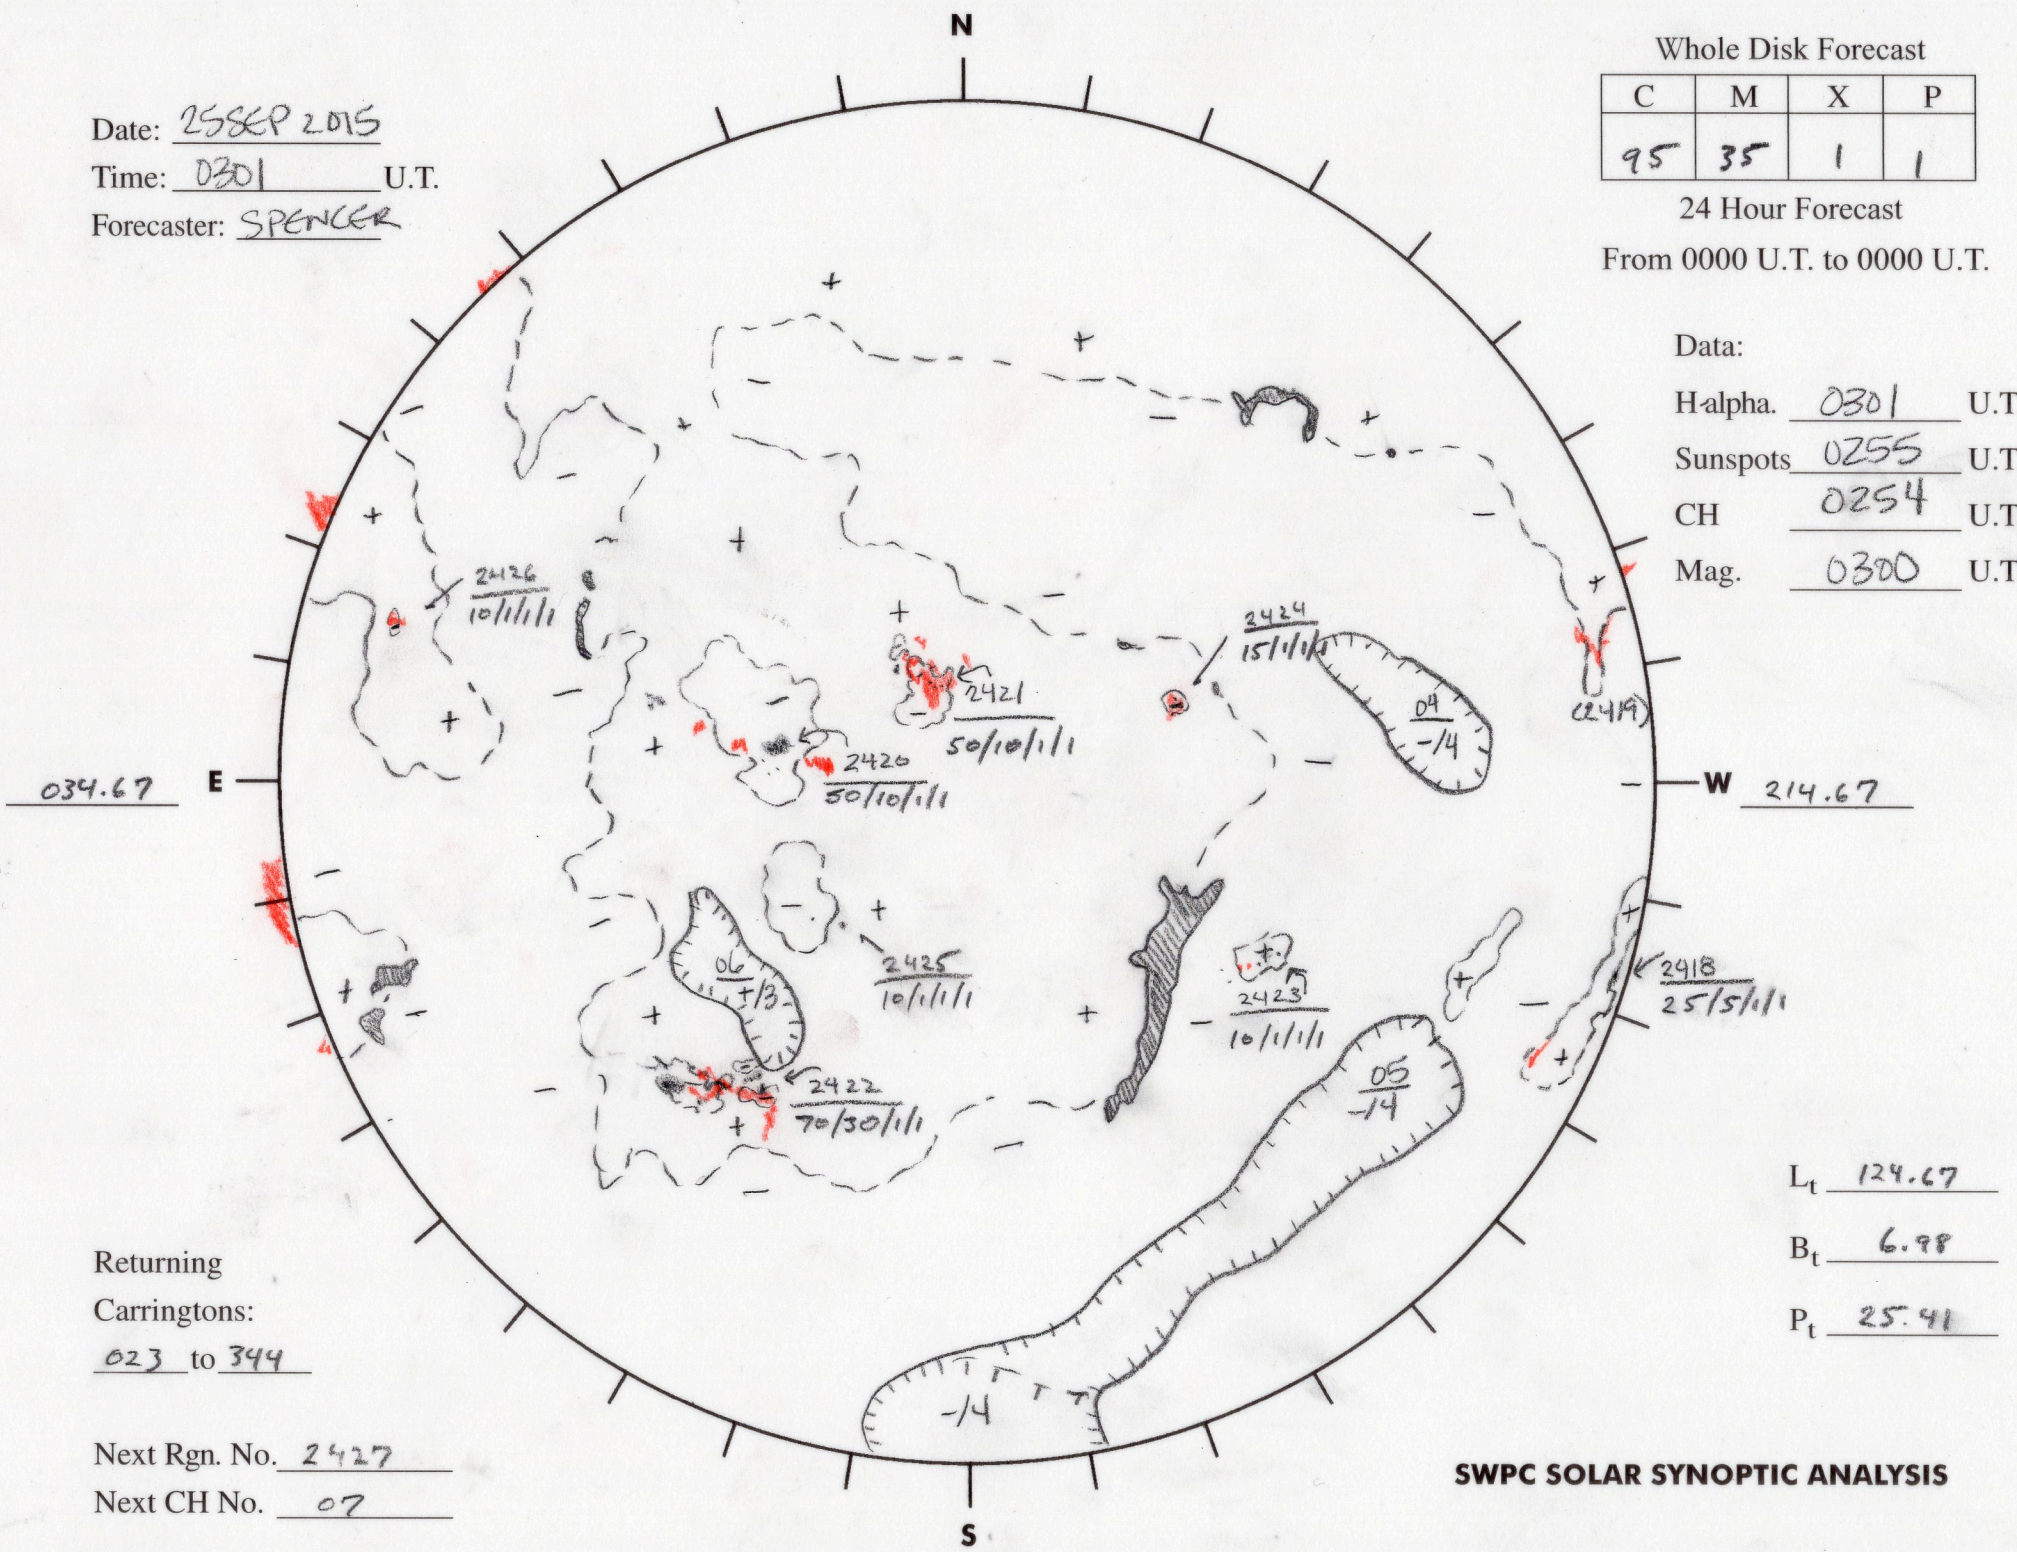 N
Whole Disk Forecast
C M X P
95 35 1 1
24 Hour Forecast
From 0000 U.T. to 0000 U.T.
Date: 25SEP 2015
Time: 0301 U.T.
Forecaster: SPENCER
Data:
H-alpha. 0301 U.T
Sunspots 0255 U.T
CH 0254 U.T
Mag. 0300 U.T
2426
10/1/1/1
2424
15/1/1/1
2421
50/10/1/1
04
-/4
(2419)
2420
50/10/1/1
034.67 E
W 214.67
06
+/3
2425
10/1/1/1
2423
10/1/1/1
2418
25/5/1/1
05
-/4
2422
70/30/1/1
-/4
Lt 124.67
Bt 6.98
Pt 25.41
Returning
Carringtons:
023 to 344
Next Rgn. No. 2427
Next CH No. 07
SWPC SOLAR SYNOPTIC ANALYSIS
S